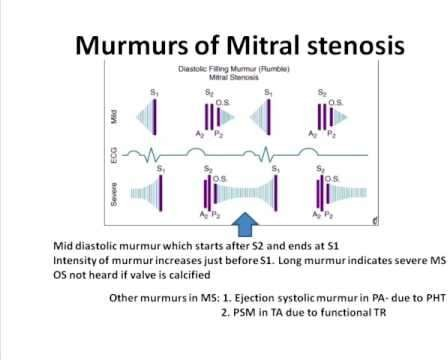 Murmurs of Mitral stenosis
Diastolic Filling Murmur (Rumble)
Mitral Stenosis
S1 S2 O.S. S1 S2 O.S.
Mild
A2 P2 A2 P2
ECG
S1 S2 O.S. S1 S2 O.S.
Severe
A2 P2 A2 P2
Mid diastolic murmur which starts after S2 and ends at S1
Intensity of murmur increases just before S1. Long murmur indicates severe MS
OS not heard if valve is calcified
Other murmurs in MS: 1. Ejection systolic murmur in PA- due to PHT
2. PSM in TA due to functional TR